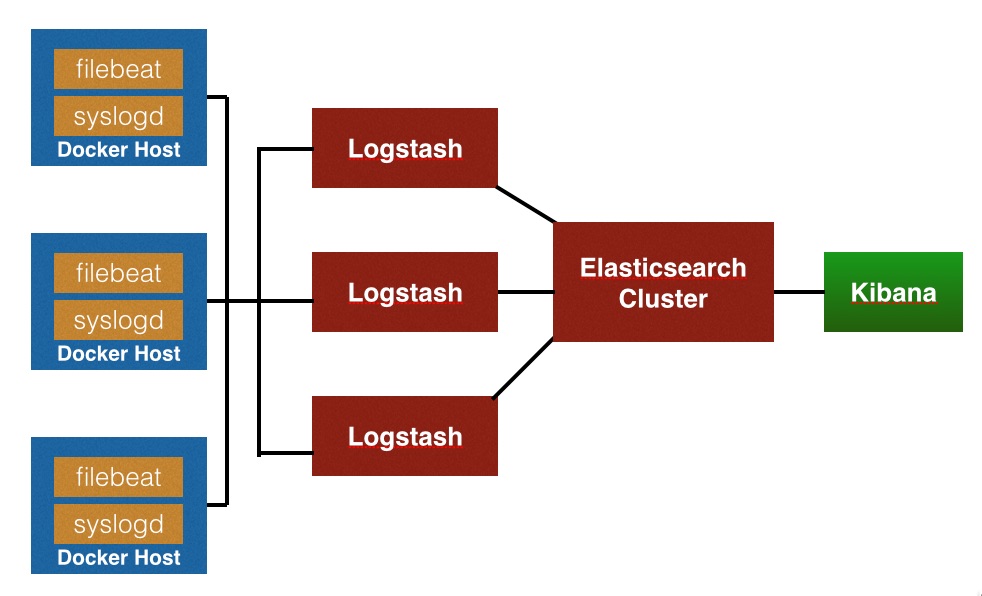 filebeat
syslogd
Docker Host
filebeat
syslogd
Docker Host
filebeat
syslogd
Docker Host
Logstash
Logstash
Logstash
Elasticsearch
Cluster
Kibana